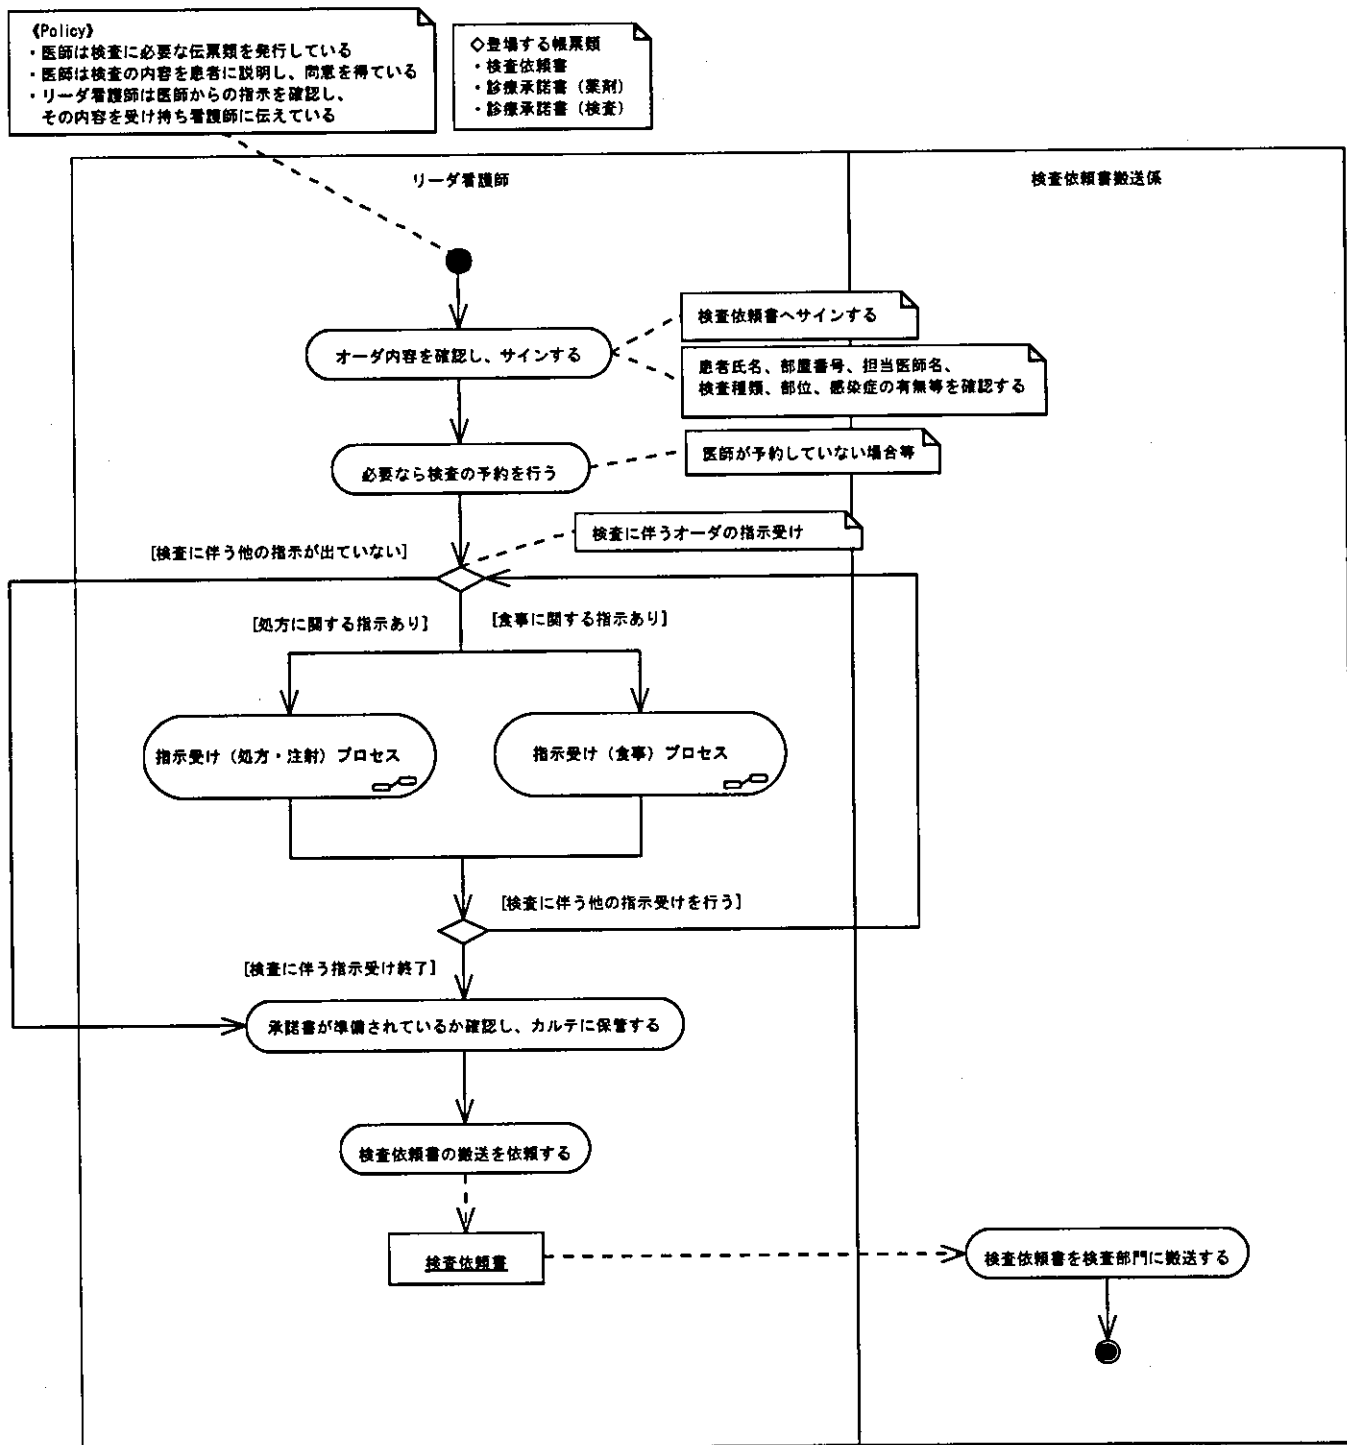 《Policy》
・医師は検査に必要な伝票類を発行している
・医師は検査の内容を患者に説明し、同意を得ている
・リーダ看護師は医師からの指示を確認し、
その内容を受け持ち看護師に伝えている
◇登場する帳票類
・検査依頼書
・診療承諾書（薬剤）
・診療承諾書（検査）
リーダ看護師
検査依頼書搬送係
検査依頼書へサインする
オーダ内容を確認し、サインする
患者氏名、部屋番号、担当医師名、
検査種類、部位、感染症の有無等を確認する
医師が予約していない場合等
必要なら検査の予約を行う
検査に伴うオーダの指示受け
[検査に伴う他の指示が出ていない]
[処方に関する指示あり]
[食事に関する指示あり]
指示受け（処方・注射）プロセス
指示受け（食事）プロセス
[検査に伴う他の指示受けを行う]
[検査に伴う指示受け終了]
承諾書が準備されているか確認し、カルテに保管する
検査依頼書の搬送を依頼する
検査依頼書
検査依頼書を検査部門に搬送する